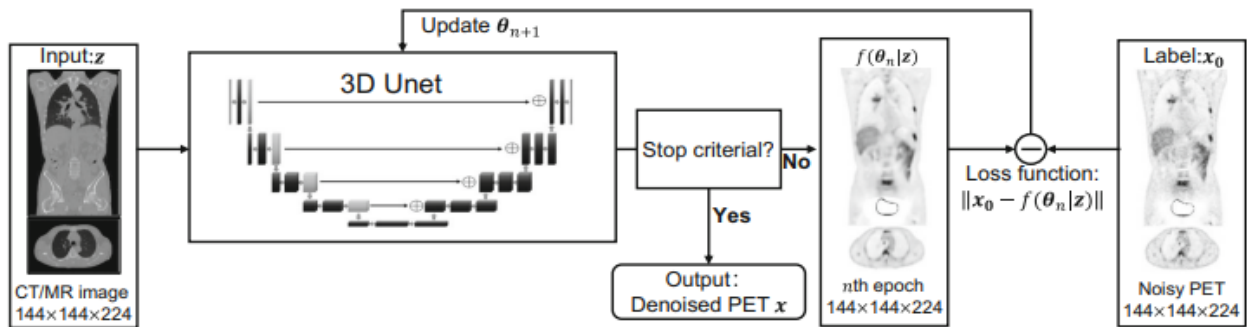 Update θₙ₊₁
Input:z
CT/MR image
144×144×224
3D Unet
Stop criterial?
No
Yes
Output:
Denoised PET x
f(θₙ|z)
nth epoch
144×144×224
Loss function:
‖x₀ − f(θₙ|z)‖
Label:x₀
Noisy PET
144×144×224